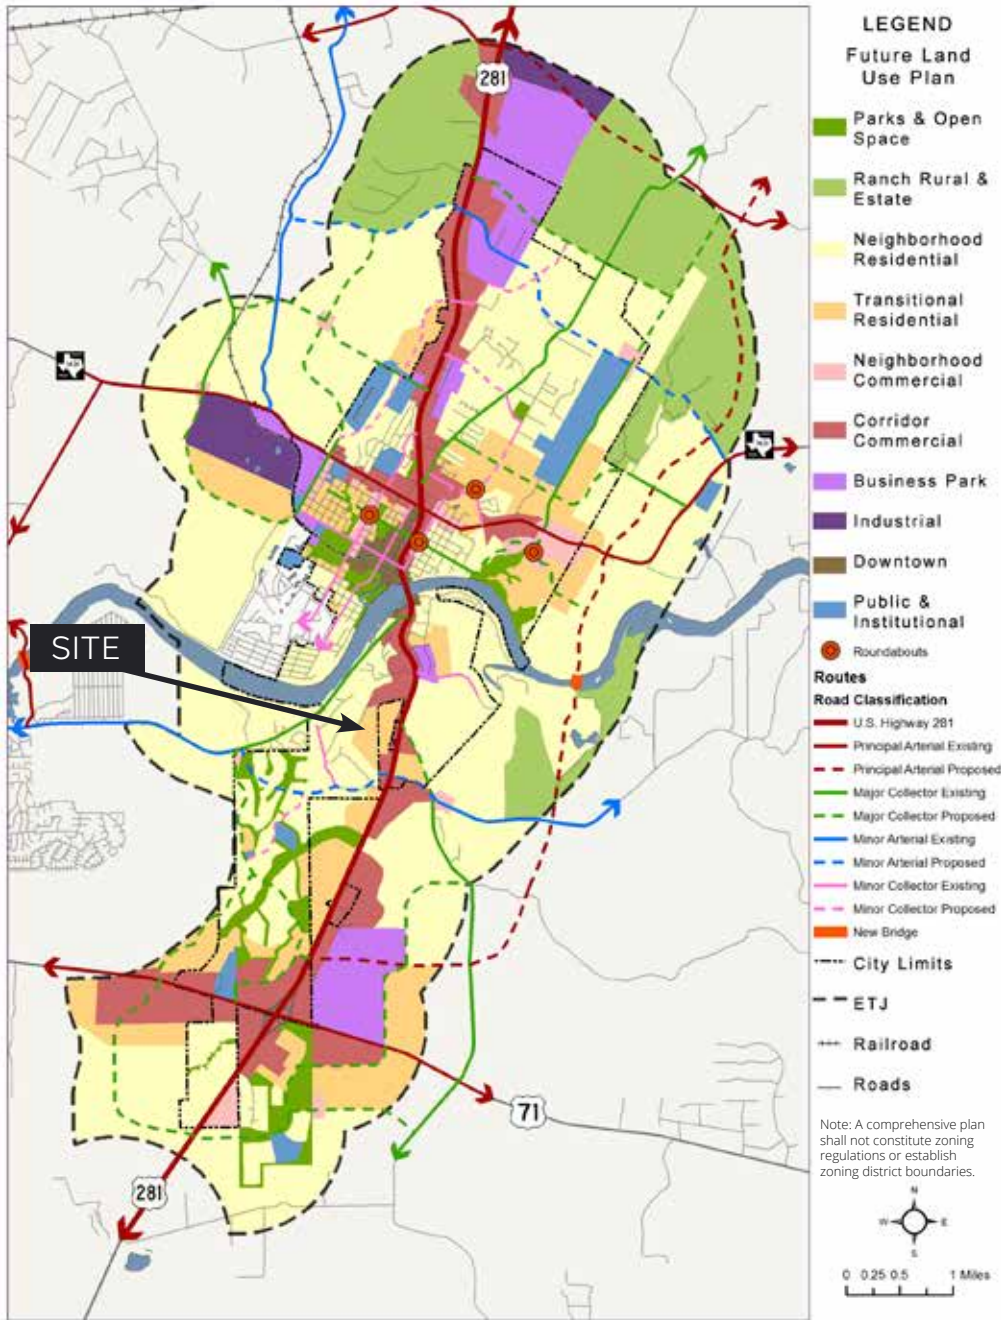 281
SITE
71
281
LEGEND
Future Land
Use Plan
Parks & Open
Space
Ranch Rural &
Estate
Neighborhood
Residential
Transitional
Residential
Neighborhood
Commercial
Corridor
Commercial
Business Park
Industrial
Downtown
Public &
Institutional
Roundabouts
Routes
Road Classification
U.S. Highway 281
Principal Arterial Existing
Principal Arterial Proposed
Major Collector Existing
Major Collector Proposed
Minor Arterial Existing
Minor Arterial Proposed
Minor Collector Existing
Minor Collector Proposed
New Bridge
City Limits
ETJ
Railroad
Roads
Note: A comprehensive plan
shall not constitute zoning
regulations or establish
zoning district boundaries.
N
W E
S
0 0.25 0.5 1 Miles